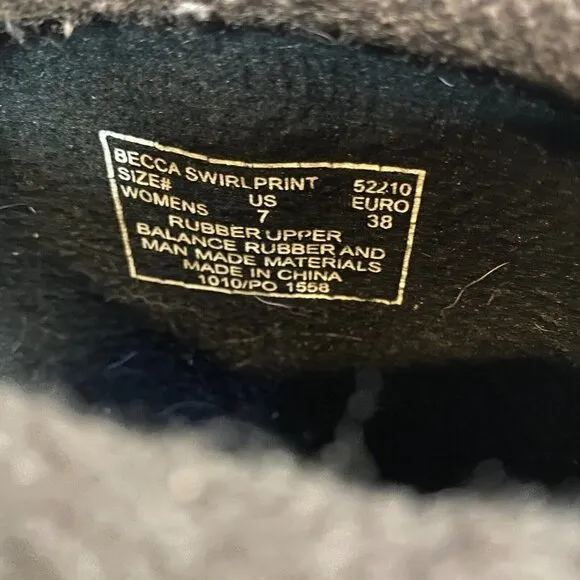 BECCA SWIRLPRINT 52210
SIZE# US EURO
WOMENS 7 38
RUBBER UPPER
BALANCE RUBBER AND
MAN MADE MATERIALS
MADE IN CHINA
1010/PO 1558